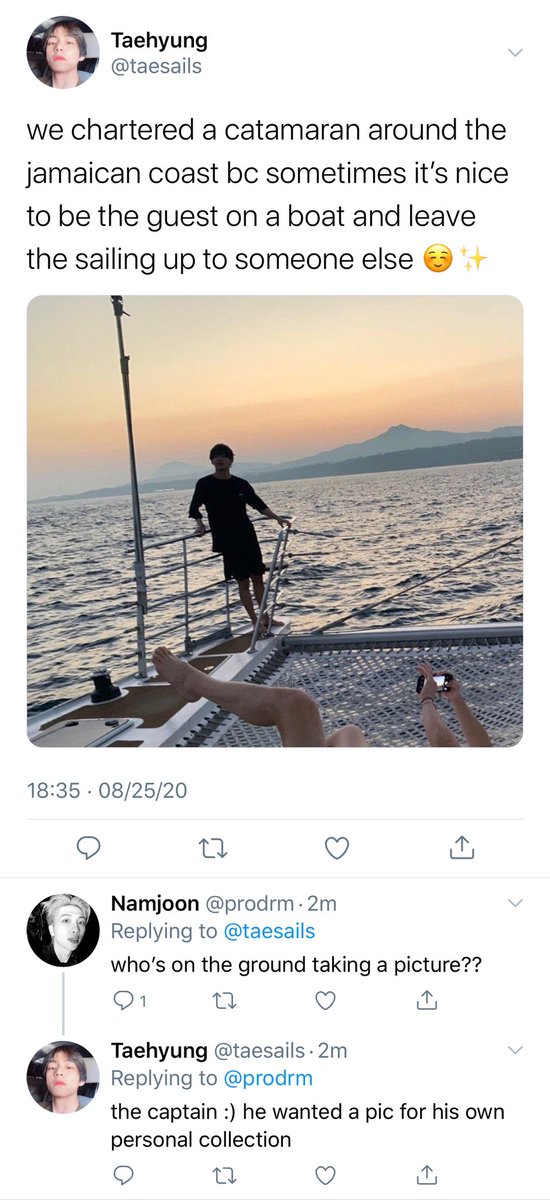 Taehyung
@taesails
we chartered a catamaran around the
jamaican coast bc sometimes it’s nice
to be the guest on a boat and leave
the sailing up to someone else ☺️✨
18:35 · 08/25/20
Namjoon @prodrm · 2m
Replying to @taesails
who’s on the ground taking a picture??
1
Taehyung @taesails · 2m
Replying to @prodrm
the captain :) he wanted a pic for his own
personal collection